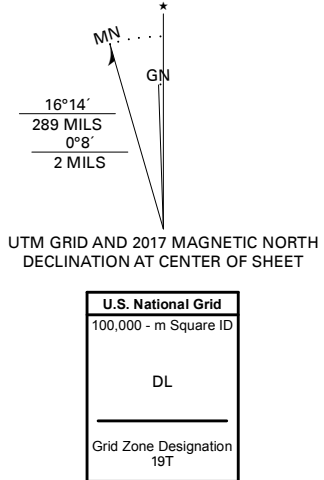 ★
MN
GN
16°14´
289 MILS
0°8´
2 MILS
UTM GRID AND 2017 MAGNETIC NORTH
DECLINATION AT CENTER OF SHEET
U.S. National Grid
100,000 - m Square ID
DL
Grid Zone Designation
19T